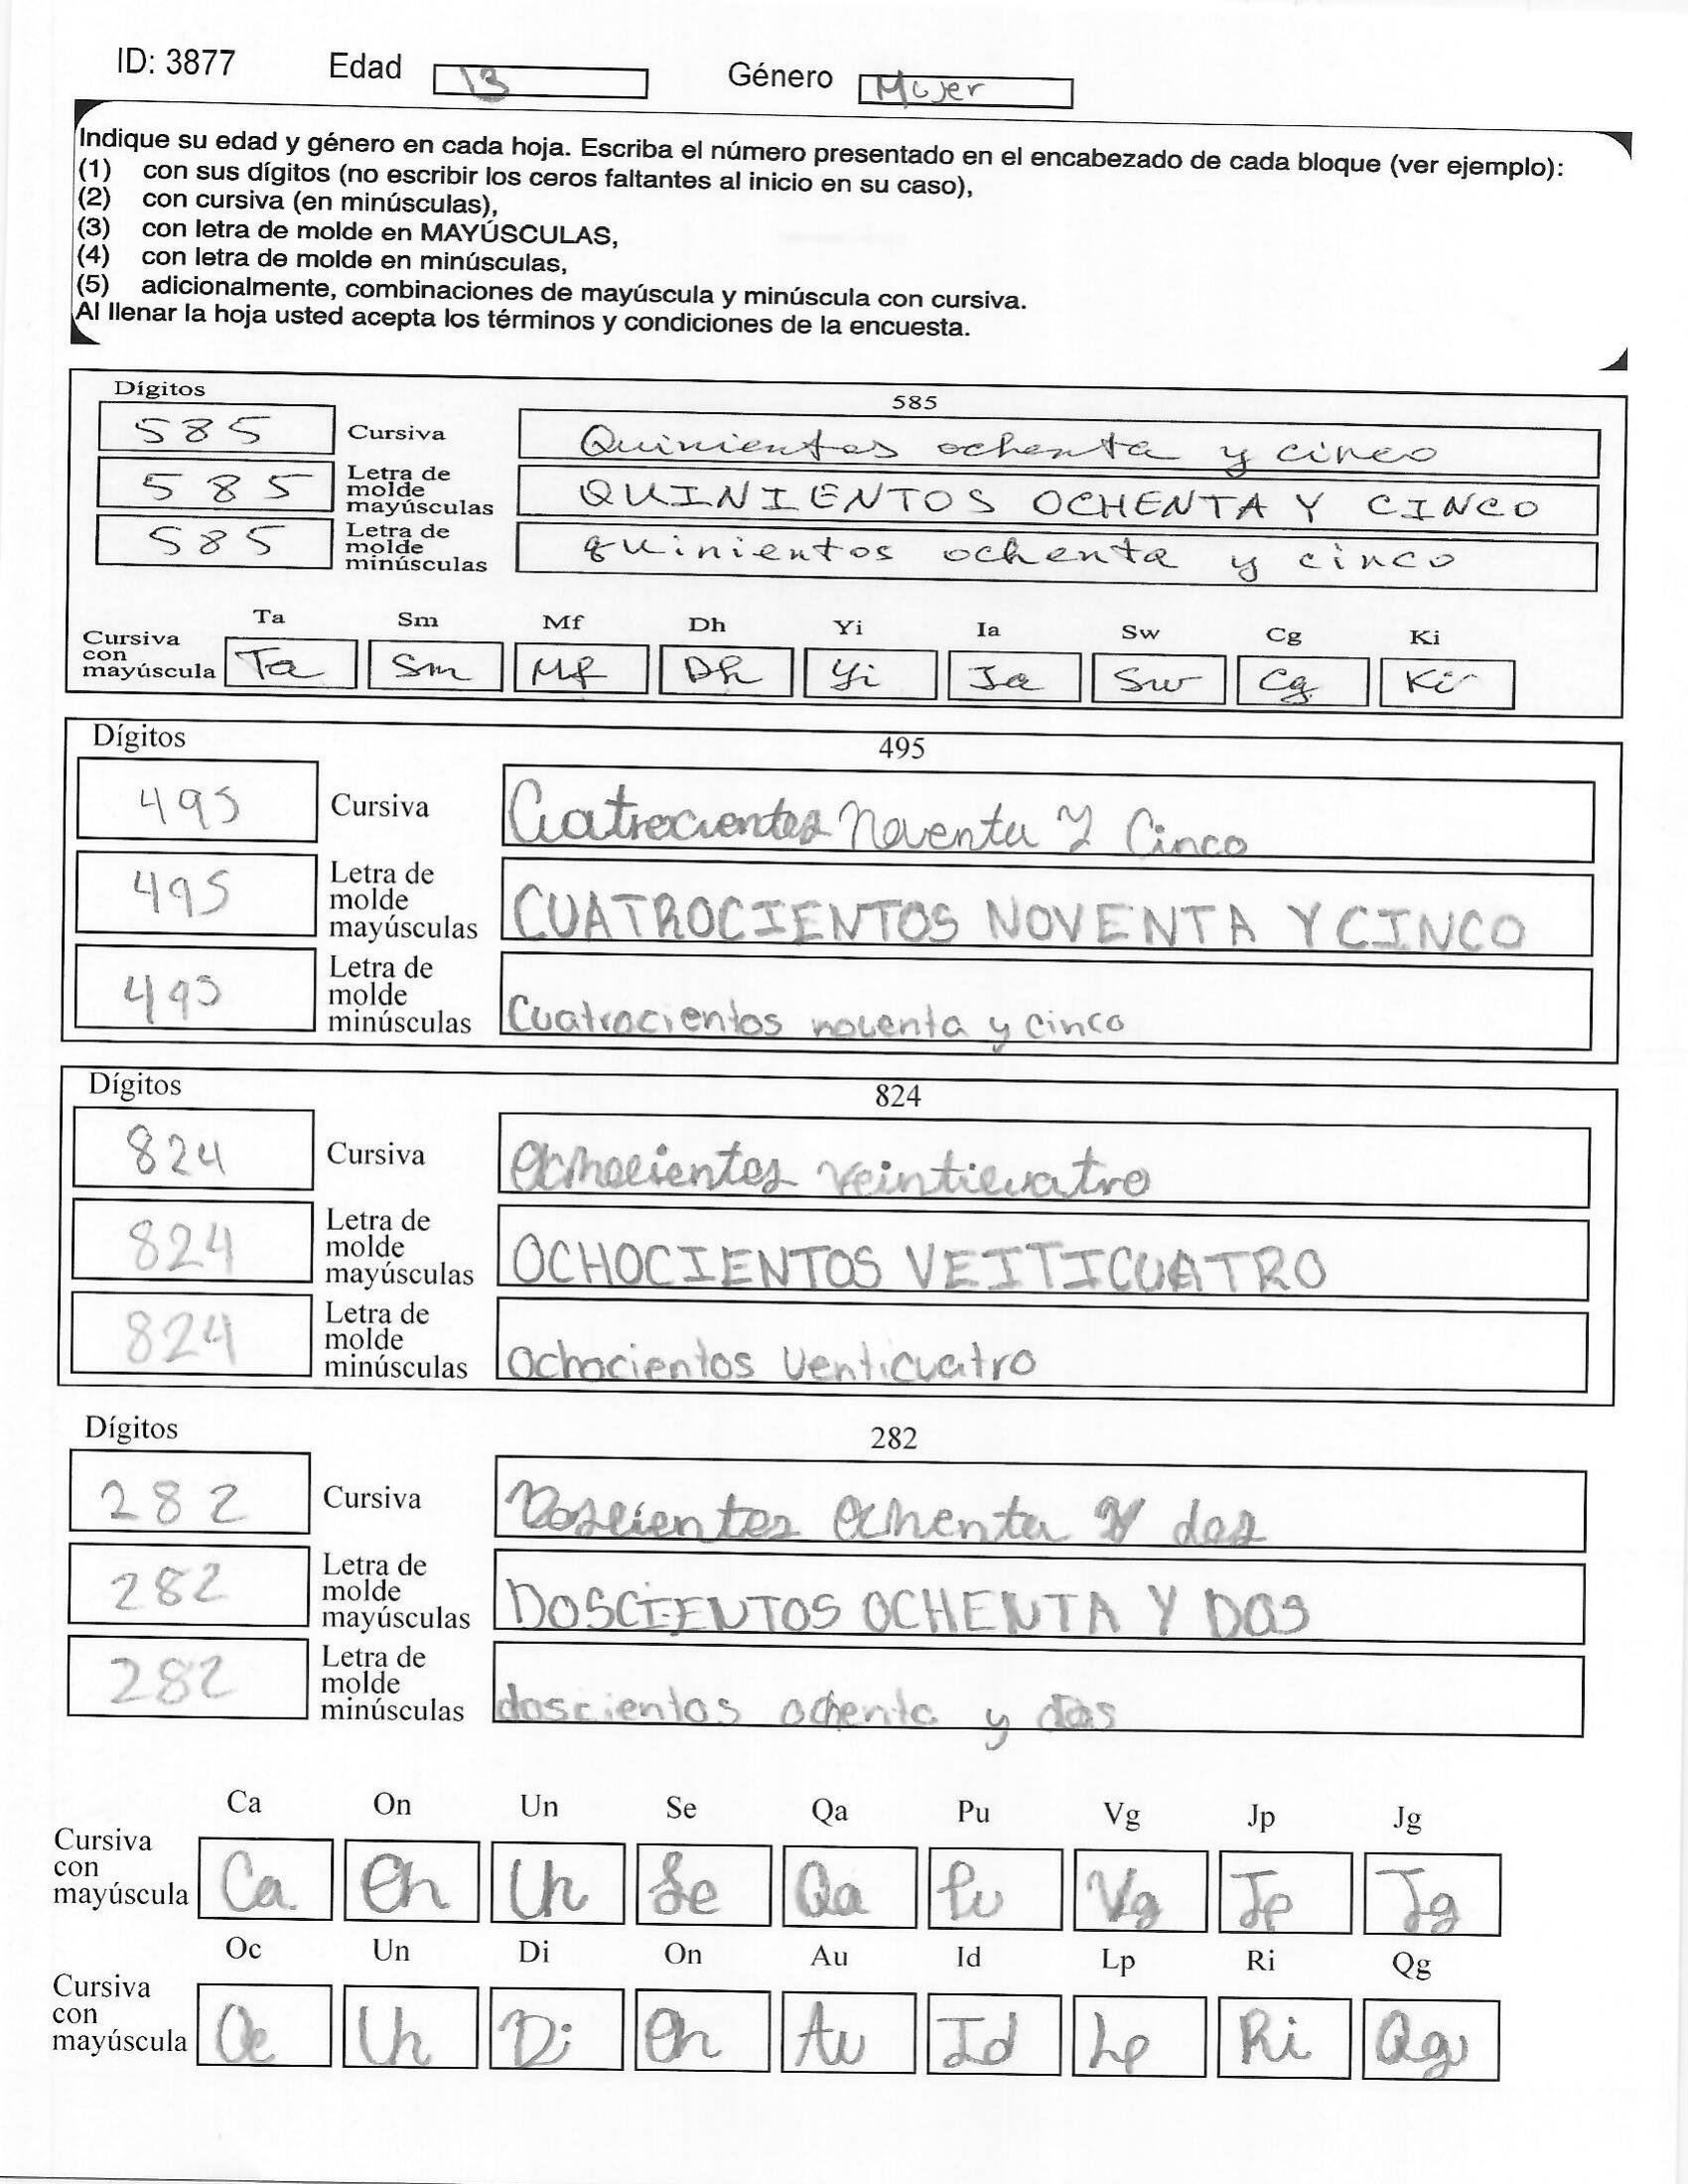 ID: 3877 Edad 13 Género Mujer
Indique su edad y género en cada hoja. Escriba el número presentado en el encabezado de cada bloque (ver ejemplo):
(1) con sus dígitos (no escribir los ceros faltantes al inicio en su caso),
(2) con cursiva (en minúsculas),
(3) con letra de molde en MAYÚSCULAS,
(4) con letra de molde en minúsculas,
(5) adicionalmente, combinaciones de mayúscula y minúscula con cursiva.
Al llenar la hoja usted acepta los términos y condiciones de la encuesta.
Dígitos 585
585 Cursiva Quinientos ochenta y cinco
585 Letra de molde mayúsculas QUINIENTOS OCHENTA Y CINCO
585 Letra de molde minúsculas quinientos ochenta y cinco
Ta Sm Mf Dh Yi Ia Sw Cg Ki
Cursiva con mayúscula Ta Sm Mf Dh Yi Ia Sw Cg Ki
Dígitos 495
495 Cursiva Cuatrocientos Noventa Y Cinco
495 Letra de molde mayúsculas CUATROCIENTOS NOVENTA Y CINCO
495 Letra de molde minúsculas Cuatrocientos noventa y cinco
Dígitos 824
824 Cursiva Ochocientos veinticuatro
824 Letra de molde mayúsculas OCHOCIENTOS VEITICUATRO
824 Letra de molde minúsculas Ochocientos Venticuatro
Dígitos 282
282 Cursiva Doscientos Ochenta y dos
282 Letra de molde mayúsculas DOSCIENTOS OCHENTA Y DOS
282 Letra de molde minúsculas doscientos ochenta y dos
Ca On Un Se Qa Pu Vg Jp Jg
Cursiva con mayúscula Ca. On Un Se Qa Pu Vg Jp Jg
Oc Un Di On Au Id Lp Ri Qg
Cursiva con mayúscula Oc Un Di On Au Id Lp Ri Qg